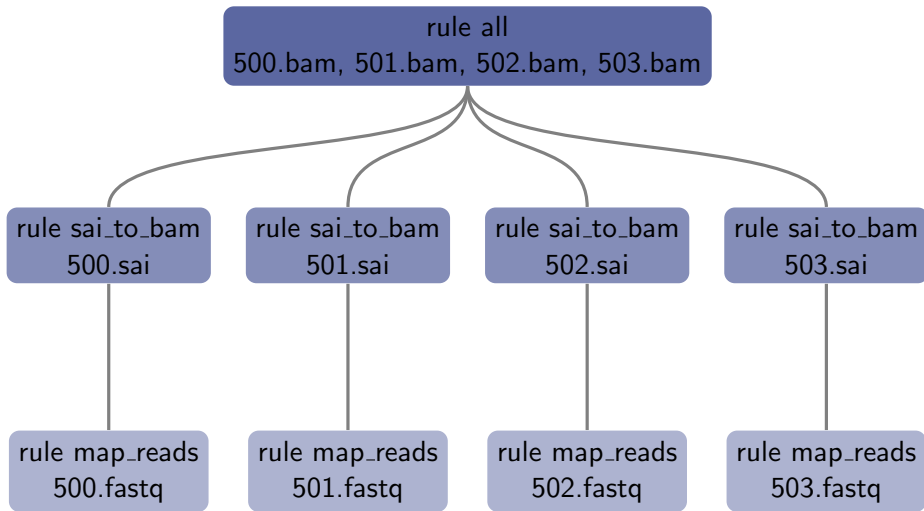 rule all
500.bam, 501.bam, 502.bam, 503.bam
rule sai_to_bam
500.sai
rule sai_to_bam
501.sai
rule sai_to_bam
502.sai
rule sai_to_bam
503.sai
rule map_reads
500.fastq
rule map_reads
501.fastq
rule map_reads
502.fastq
rule map_reads
503.fastq